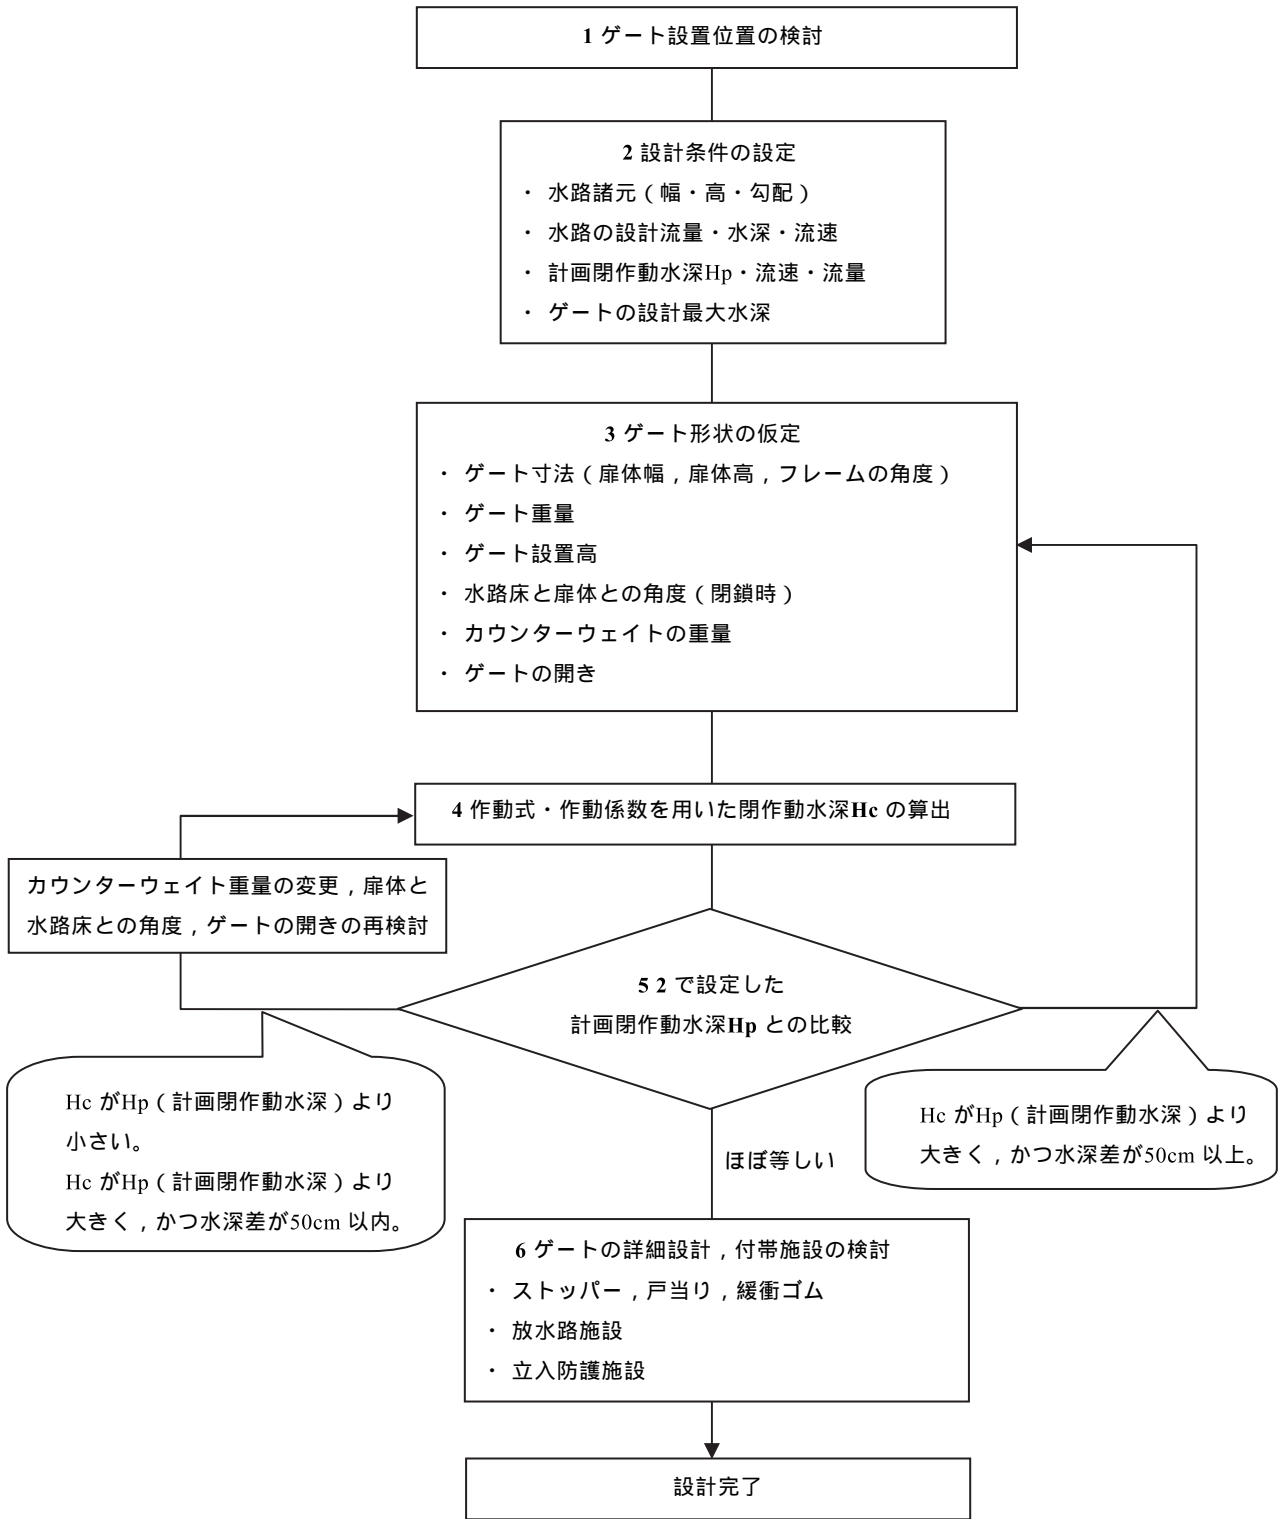 1 ゲート設置位置の検討
2 設計条件の設定
・ 水路諸元（幅・高・勾配）
・ 水路の設計流量・水深・流速
・ 計画閉作動水深Hp・流速・流量
・ ゲートの設計最大水深
3 ゲート形状の仮定
・ ゲート寸法（扉体幅，扉体高，フレームの角度）
・ ゲート重量
・ ゲート設置高
・ 水路床と扉体との角度（閉鎖時）
・ カウンターウェイトの重量
・ ゲートの開き
4 作動式・作動係数を用いた閉作動水深Hc の算出
カウンターウェイト重量の変更，扉体と
水路床との角度，ゲートの開きの再検討
5 2 で設定した
計画閉作動水深Hp との比較
Hc がHp（計画閉作動水深）より
小さい。
Hc がHp（計画閉作動水深）より
大きく，かつ水深差が50cm 以内。
Hc がHp（計画閉作動水深）より
大きく，かつ水深差が50cm 以上。
ほぼ等しい
6 ゲートの詳細設計，付帯施設の検討
・ ストッパー，戸当り，緩衝ゴム
・ 放水路施設
・ 立入防護施設
設計完了